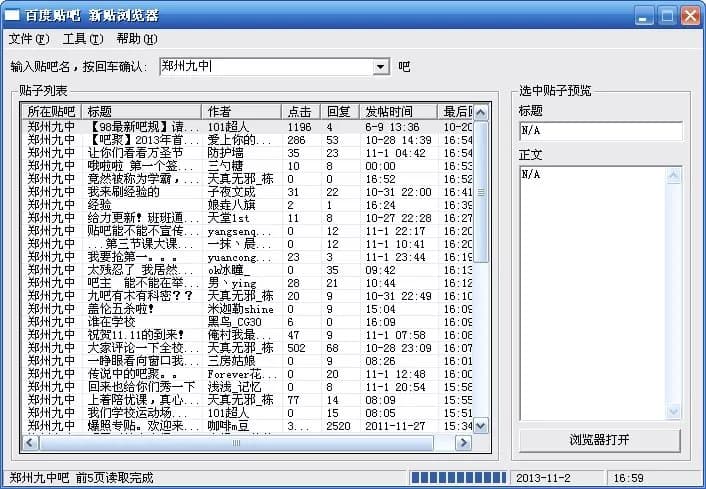 百度贴吧 新贴浏览器
文件(F) 工具(T) 帮助(H)
输入贴吧名,按回车确认: 郑州九中 吧
贴子列表
所在贴吧 标题 作者 点击 回复 发帖时间 最后回
郑州九中 【98最新吧规】请... 101超人 1196 4 6-9 13:36 10-20
郑州九中 【吧聚】2013年首... 爱上你的... 286 53 10-28 14:39 16:54
郑州九中 让你们看看万圣节 防护墙 35 23 11-1 04:42 16:54
郑州九中 哦啦啦 第一个签... 三勺糖 10 8 00:00 16:53
郑州九中 竟然被称为学霸,... 天真无邪_栋 0 10 16:52 16:52
郑州九中 我来刷经验的 子夜文成 31 22 10-31 22:00 16:41
郑州九中 经验 娘垚八旗 2 1 16:24 16:39
郑州九中 给力更新!班班通... 天堂1st 11 8 10-27 22:28 16:27
郑州九中 贴吧能不能不宣传... yangsenq... 0 12 11-1 22:17 16:20
郑州九中 ...第三节课大课... 一抹丶晨... 0 12 11-1 10:41 16:20
郑州九中 我要抢第一。。。 yuancong... 23 3 11-1 23:44 16:19
郑州九中 太残忍了 我居然... ok冰曈_ 0 35 09:42 16:13
郑州九中 吧主 能不能在举... 男丶ying 28 21 10:44 16:12
郑州九中 九吧有木有科密?? 天真无邪_栋 20 9 10-31 22:49 16:10
郑州九中 盖伦五杀啦! 米迦勒shine 0 9 15:04 16:09
郑州九中 谁在学校 黑鸟_CG30 6 0 16:09 16:09
郑州九中 祝贺11.11的到来! 俺村我最... 47 9 11-1 07:58 16:08
郑州九中 大家评论一下全校... 天真无邪_栋 502 68 10-28 23:09 16:07
郑州九中 一睁眼看向窗口我... 三房姑娘 0 9 08:26 16:01
郑州九中 传说中的吧聚。。 Forever花... 0 20 11-1 12:48 16:00
郑州九中 回来也给你们秀一下 浅浅_记忆 0 8 11-1 20:54 15:58
郑州九中 上着陪忧课,真心... 天真无邪_栋 77 14 08:09 15:55
郑州九中 我们学校运动场... 101超人 0 15 08:05 15:51
郑州九中 爆照专贴。欢迎来... 咖啡m豆 3... 2520 2011-11-27 15:34
选中贴子预览
标题
N/A
正文
N/A
浏览器打开
郑州九中吧 前5页读取完成 2013-11-2 16:59